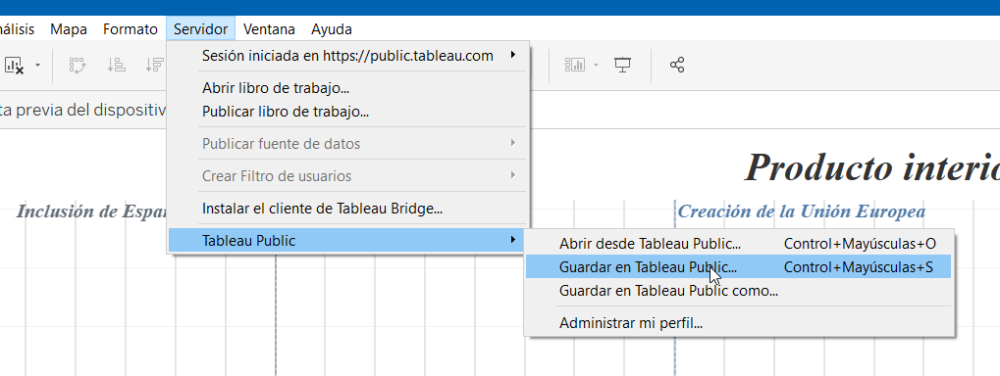 nálisis Mapa Formato Servidor Ventana Ayuda
Sesión iniciada en https://public.tableau.com
Abrir libro de trabajo...
ta previa del dispositiv
Publicar libro de trabajo...
Publicar fuente de datos
Producto interio
Crear Filtro de usuarios
Inclusión de Espa
Instalar el cliente de Tableau Bridge...
Creación de la Unión Europea
Tableau Public
Abrir desde Tableau Public... Control+Mayúsculas+O
Guardar en Tableau Public... Control+Mayúsculas+S
Guardar en Tableau Public como...
Administrar mi perfil...